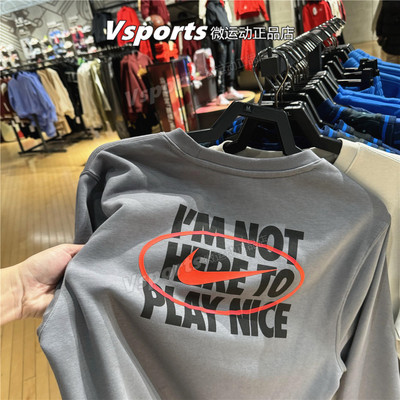 Vsports 微运动正品店
I'M NOT
HERE TO
PLAY NICE